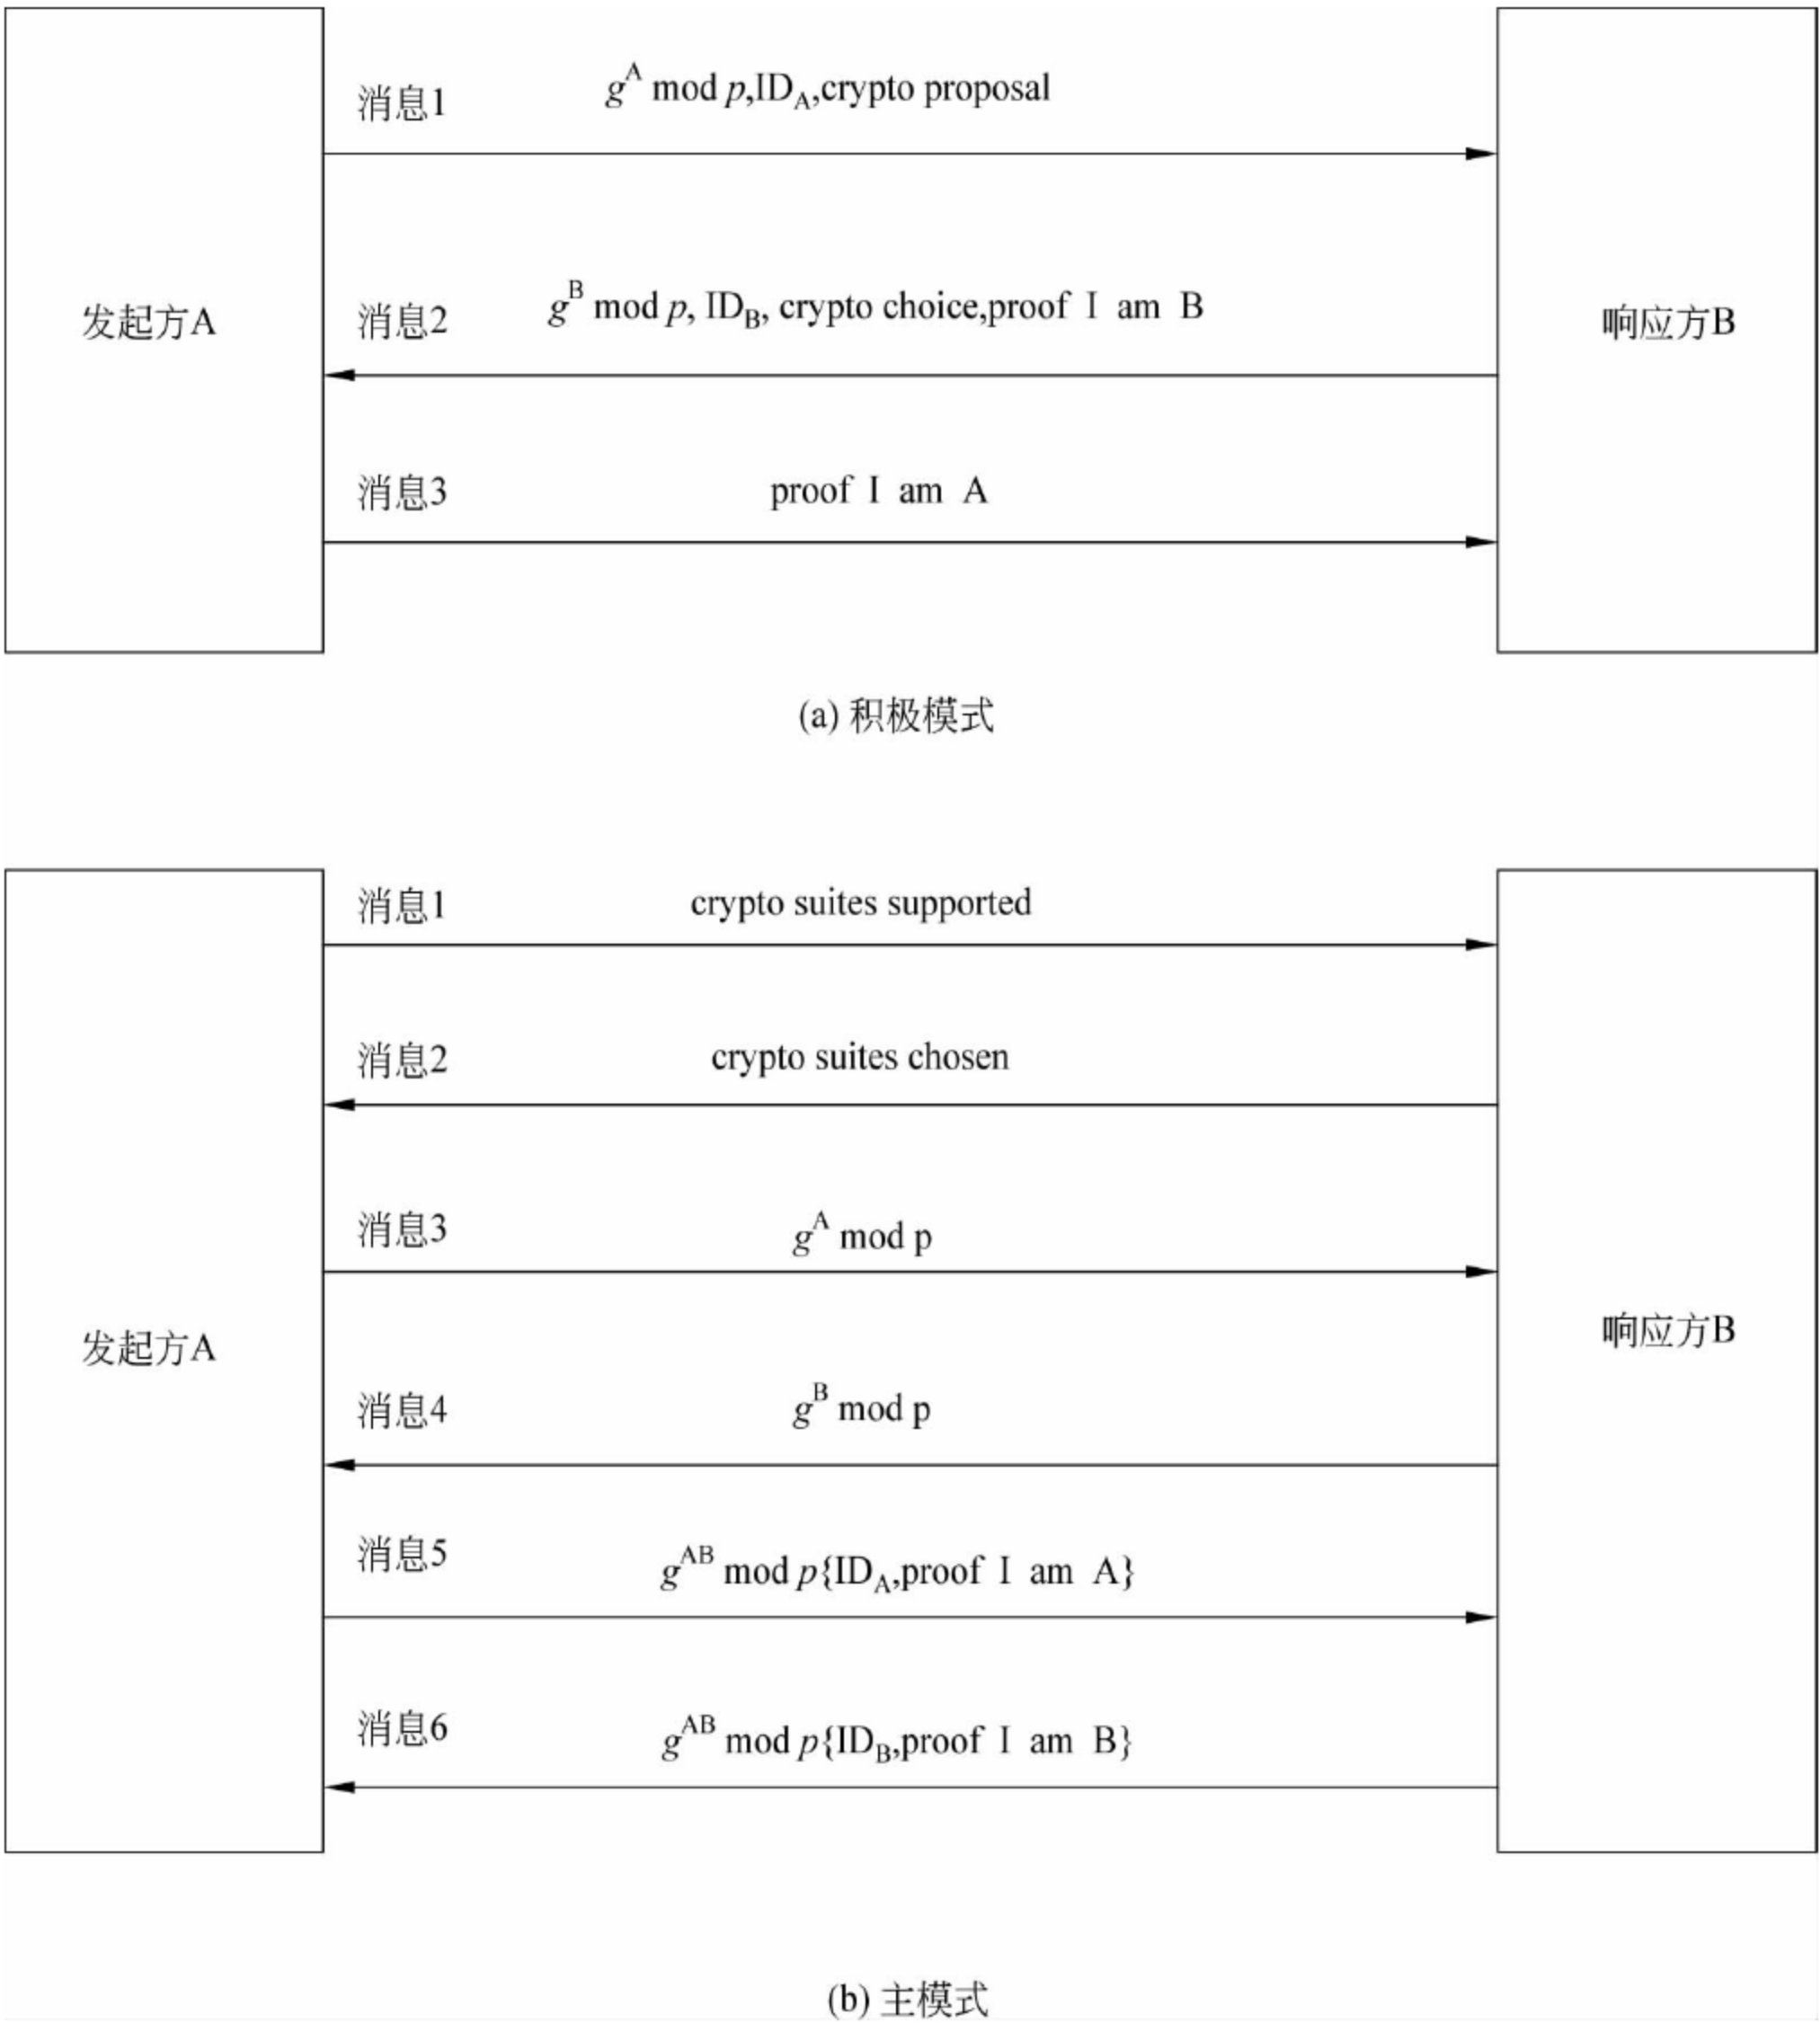 消息1 g^A mod p,ID_A,crypto proposal
发起方A
消息2 g^B mod p, ID_B, crypto choice,proof I am B
响应方B
消息3 proof I am A
(a) 积极模式
消息1 crypto suites supported
消息2 crypto suites chosen
消息3 g^A mod p
发起方A
响应方B
消息4 g^B mod p
消息5 g^AB mod p{ID_A,proof I am A}
消息6 g^AB mod p{ID_B,proof I am B}
(b) 主模式